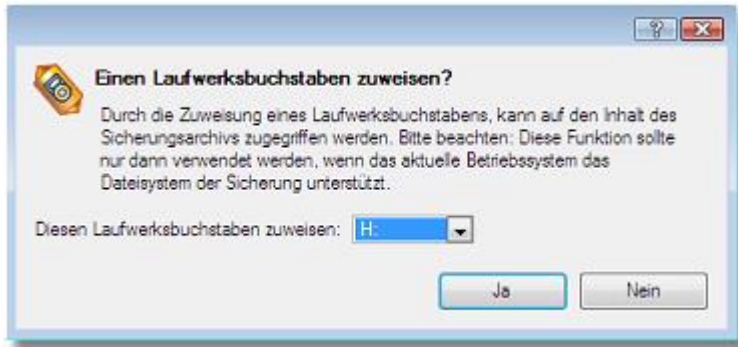 Einen Laufwerksbuchstaben zuweisen?
Durch die Zuweisung eines Laufwerksbuchstabens, kann auf den Inhalt des
Sicherungsarchivs zugegriffen werden. Bitte beachten: Diese Funktion sollte
nur dann verwendet werden, wenn das aktuelle Betriebssystem das
Dateisystem der Sicherung unterstützt.
Diesen Laufwerksbuchstaben zuweisen: H:
Ja Nein